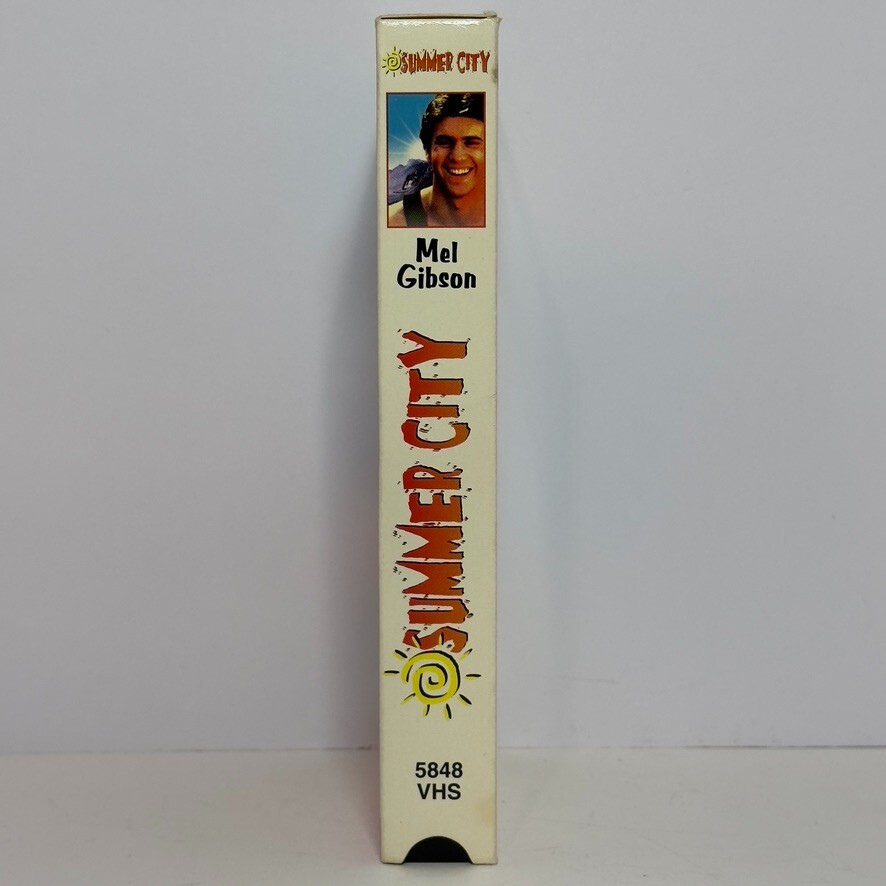 SUMMER CITY
Mel
Gibson
SUMMER CITY
5848
VHS